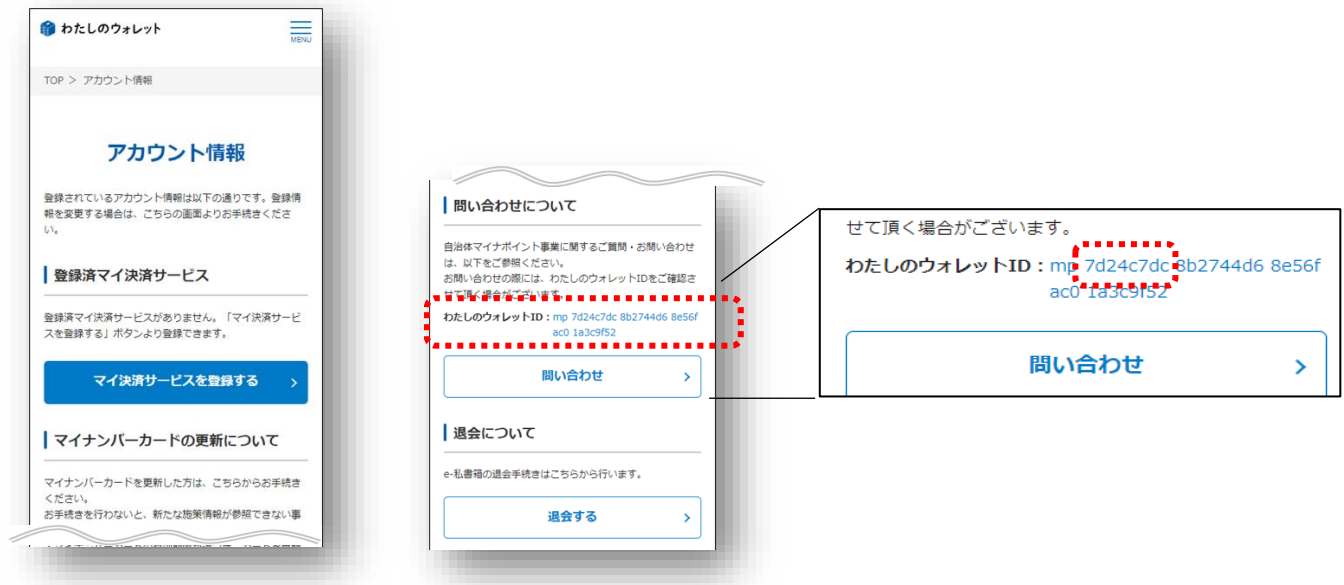 わたしのウォレット
MENU
TOP ＞ アカウント情報
アカウント情報
登録されているアカウント情報は以下の通りです。登録情
報を変更する場合は、こちらの画面よりお手続きくださ
い。
登録済マイ決済サービス
登録済マイ決済サービスがありません。「マイ決済サービ
スを登録する」ボタンより登録できます。
マイ決済サービスを登録する
マイナンバーカードの更新について
マイナンバーカードを更新した方は、こちらからお手続き
ください。
お手続きを行わないと、新たな施策情報が参照できない事
問い合わせについて
自治体マイナポイント事業に関するご質問・お問い合わせ
は、以下をご参照ください。
お問い合わせの際には、わたしのウォレットIDをご確認さ
せて頂く場合がございます。
わたしのウォレットID：mp 7d24c7dc 8b2744d6 8e56f
ac0 1a3c9f52
問い合わせ
退会について
e-私書箱の退会手続きはこちらから行います。
退会する
せて頂く場合がございます。
わたしのウォレットID：mp 7d24c7dc 8b2744d6 8e56f
ac0 1a3c9f52
問い合わせ